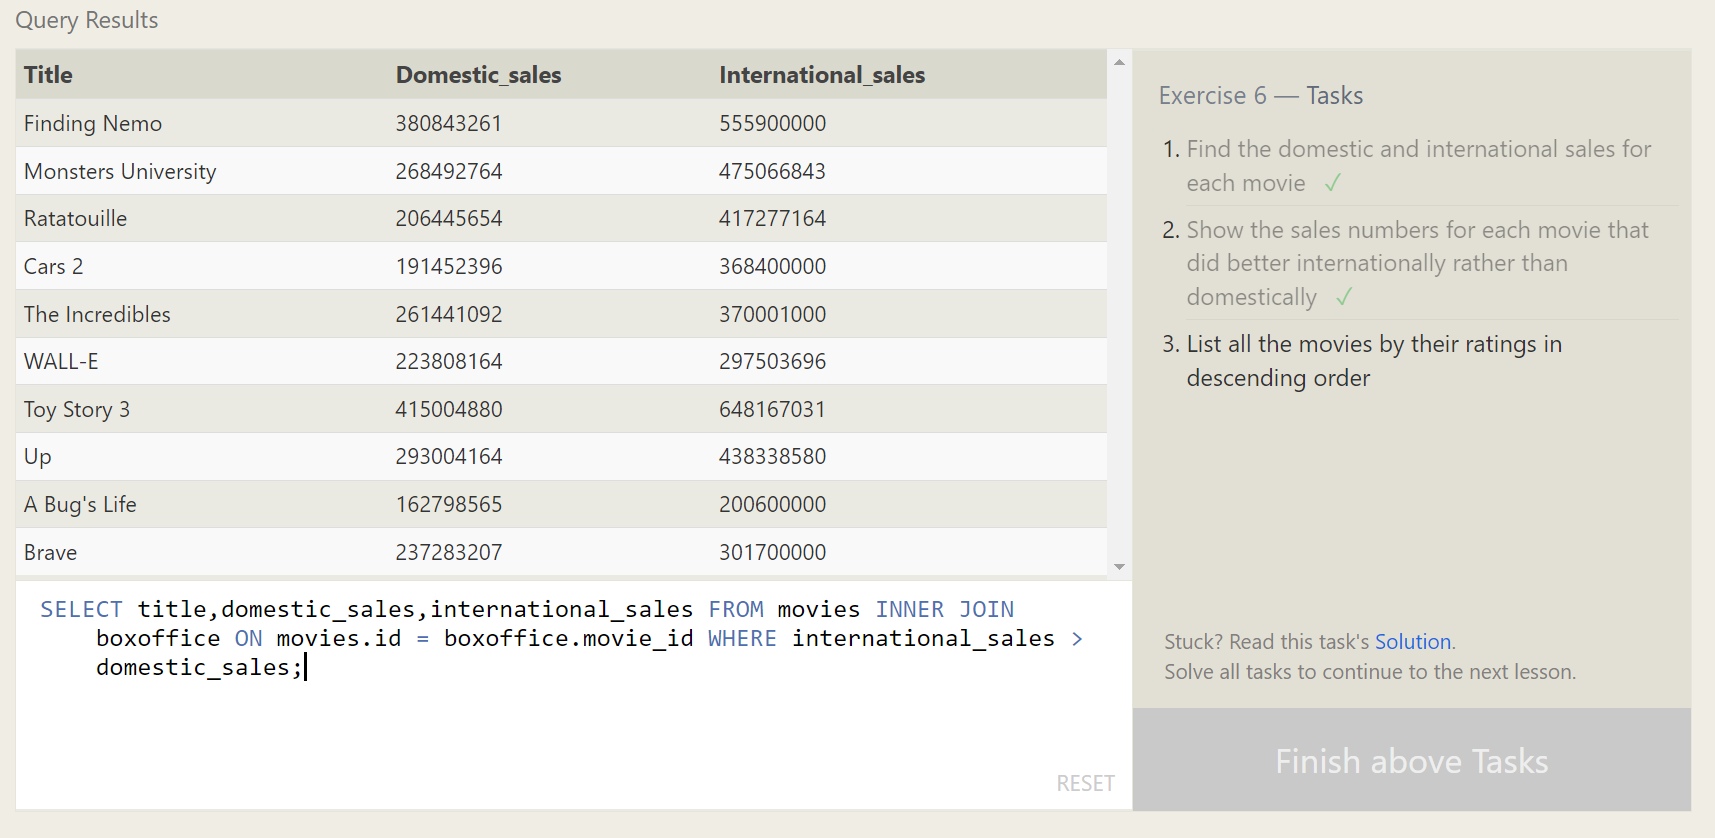 Query Results
Title Domestic_sales International_sales
Finding Nemo 380843261 555900000
Monsters University 268492764 475066843
Ratatouille 206445654 417277164
Cars 2 191452396 368400000
The Incredibles 261441092 370001000
WALL-E 223808164 297503696
Toy Story 3 415004880 648167031
Up 293004164 438338580
A Bug's Life 162798565 200600000
Brave 237283207 301700000
SELECT title,domestic_sales,international_sales FROM movies INNER JOIN
boxoffice ON movies.id = boxoffice.movie_id WHERE international_sales >
domestic_sales;
RESET
Exercise 6 — Tasks
1. Find the domestic and international sales for
each movie ✓
2. Show the sales numbers for each movie that
did better internationally rather than
domestically ✓
3. List all the movies by their ratings in
descending order
Stuck? Read this task's Solution.
Solve all tasks to continue to the next lesson.
Finish above Tasks